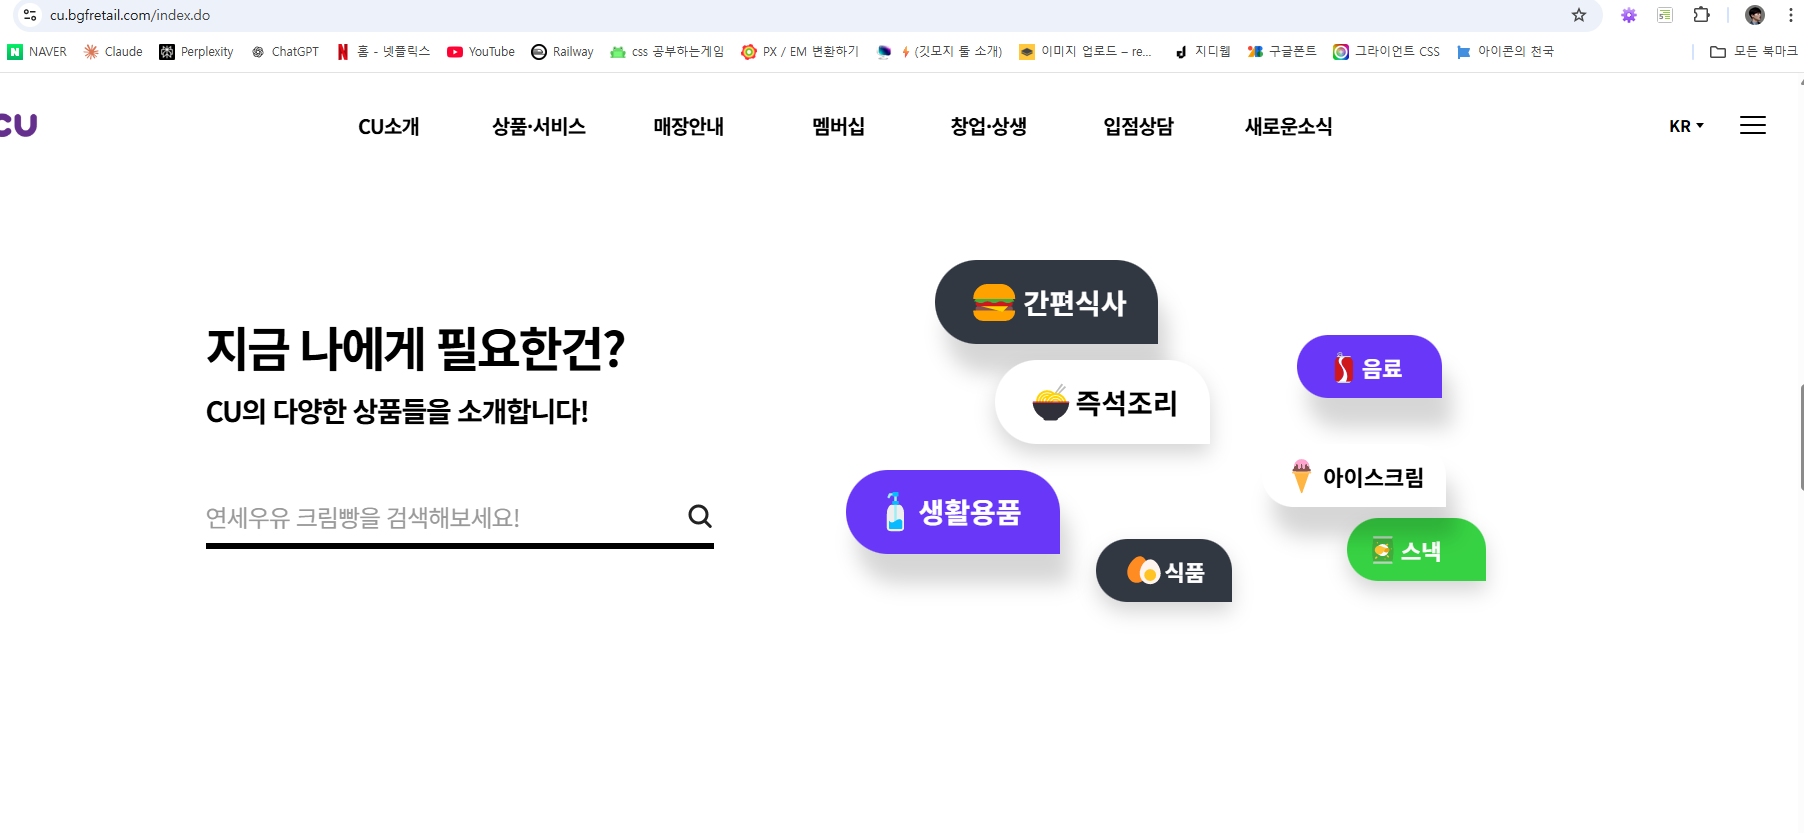 cu.bgfretail.com/index.do
NAVER Claude Perplexity ChatGPT 홈 - 넷플릭스 YouTube Railway css 공부하는게임 PX / EM 변환하기 (깃모지 툴 소개) 이미지 업로드 – re... 지디웹 구글폰트 그라이언트 CSS 아이콘의 천국 모든 북마크
CU
CU소개 상품·서비스 매장안내 멤버십 창업·상생 입점상담 새로운소식 KR
지금 나에게 필요한건?
CU의 다양한 상품들을 소개합니다!
연세우유 크림빵을 검색해보세요!
간편식사
즉석조리
음료
생활용품
아이스크림
식품
스낵